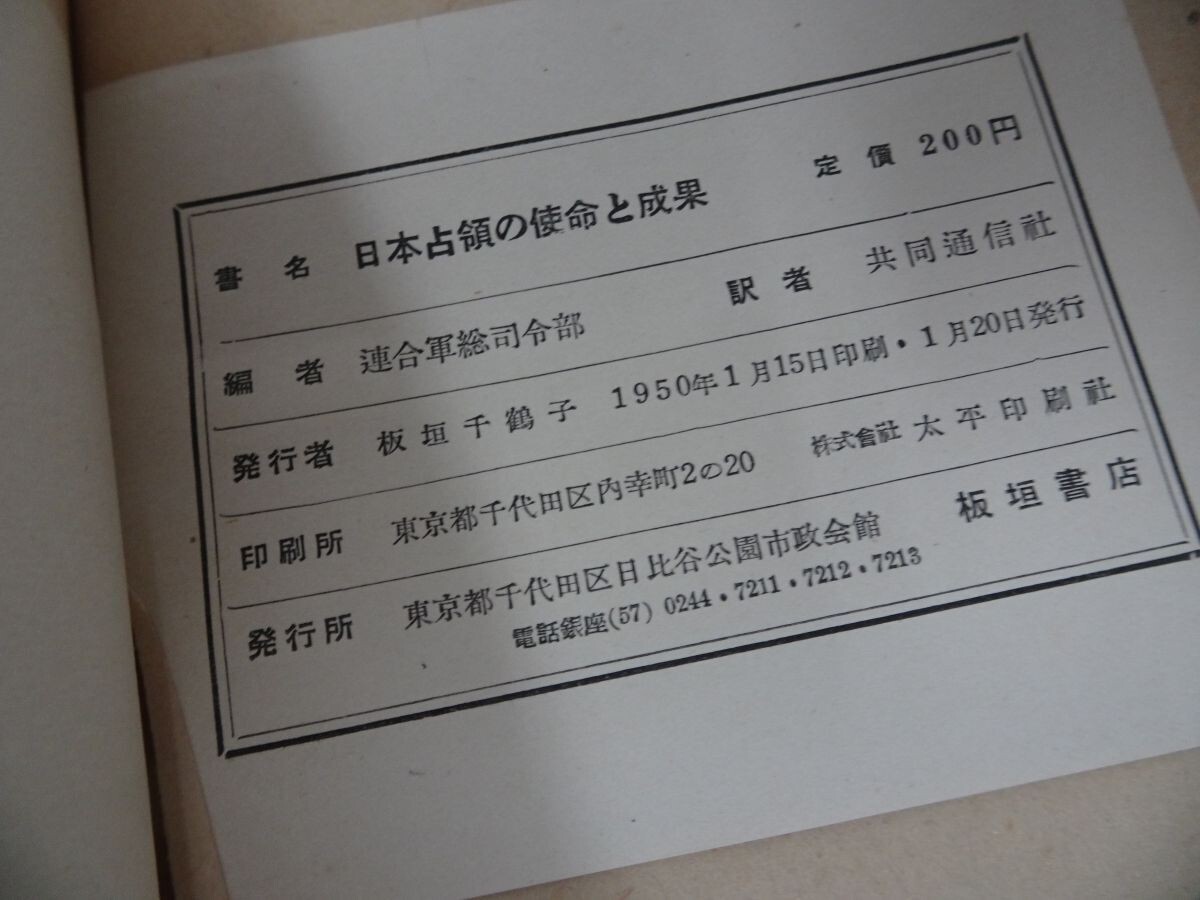 書名 日本占領の使命と成果 定價 200円
編者 連合軍総司令部 訳者 共同通信社
発行者 板垣千鶴子 1950年1月15日印刷・1月20日発行
印刷所 東京都千代田区内幸町2の20 株式會社 太平印刷社
発行所 東京都千代田区日比谷公園市政会館 板垣書店
電話銀座(57) 0244・7211・7212・7213